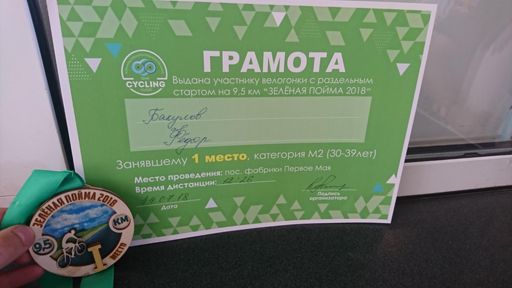 CYCLING
ГРАМОТА
Выдана участнику велогонки с раздельным
стартом на 9,5 км "ЗЕЛЁНАЯ ПОЙМА 2018"
Бакулов
Фёдор
Занявшему 1 место, категория М2 (30-39лет)
Место проведения: пос. фабрики Первое Мая
Время дистанции:
Дата
Подпись
организатора
ЗЕЛЁНАЯ ПОЙМА 2018
9,5
КМ
I
МЕСТО